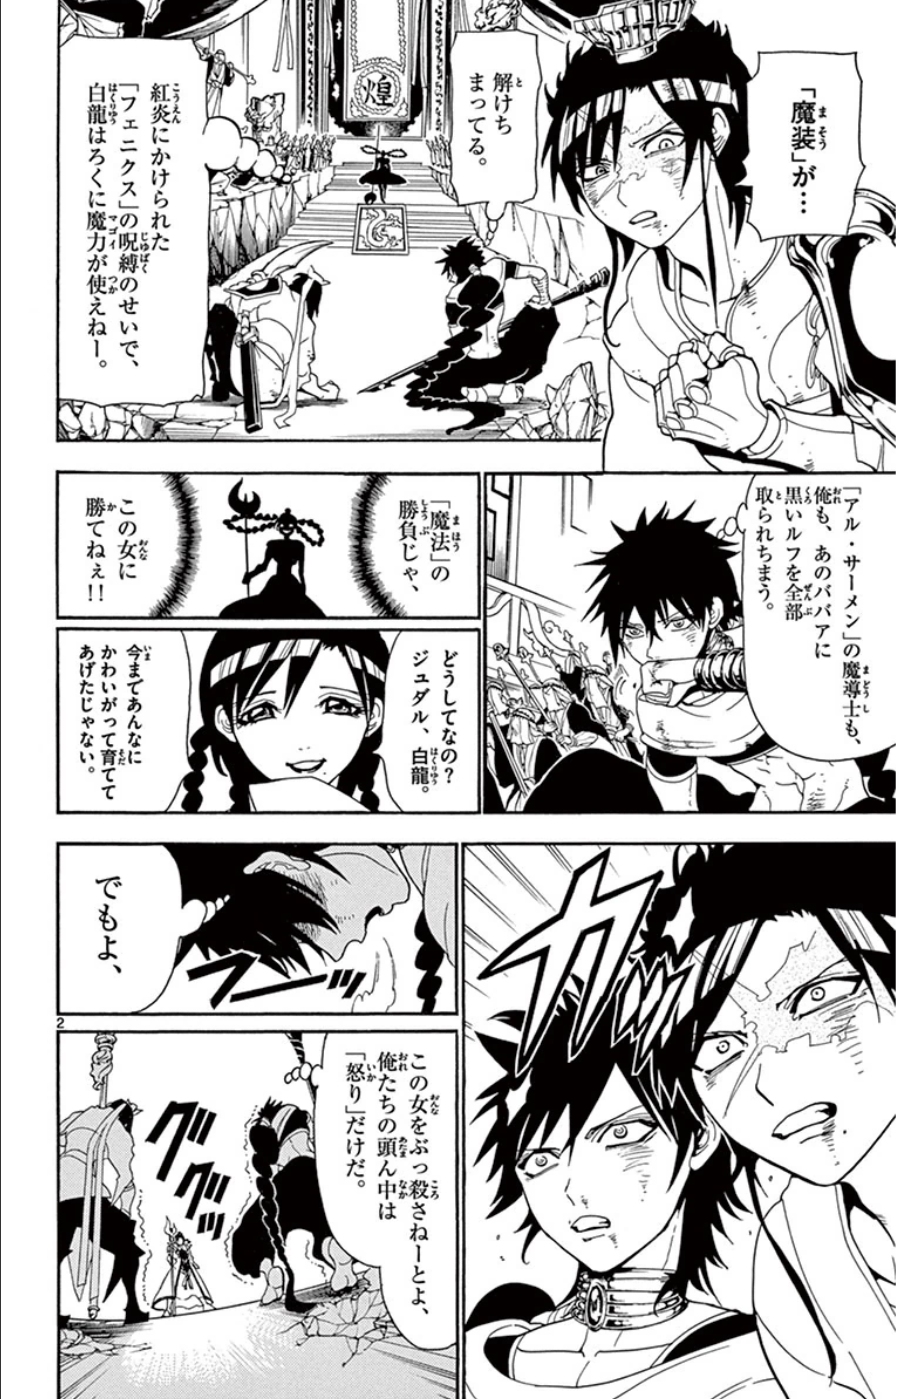 「魔装」が…
解けち
まってる。
煌
紅炎にかけられた
「フェニクス」の呪縛のせいで、
白龍はろくに魔力が使えねー。
「アル・サーメン」の魔導士も、
俺も、あのババアに
黒いルフを全部
取られちまう。
「魔法」の
勝負じゃ、
この女に
勝てねぇ!!
どうしてなの?
ジュダル、白龍。
今まであんなに
かわいがって育てて
あげたじゃない。
カッ
でもよ、
フーッ
2
この女をぶっ殺さねーとよ、
俺たちの頭ん中は
「怒り」だけだ。
ググググ